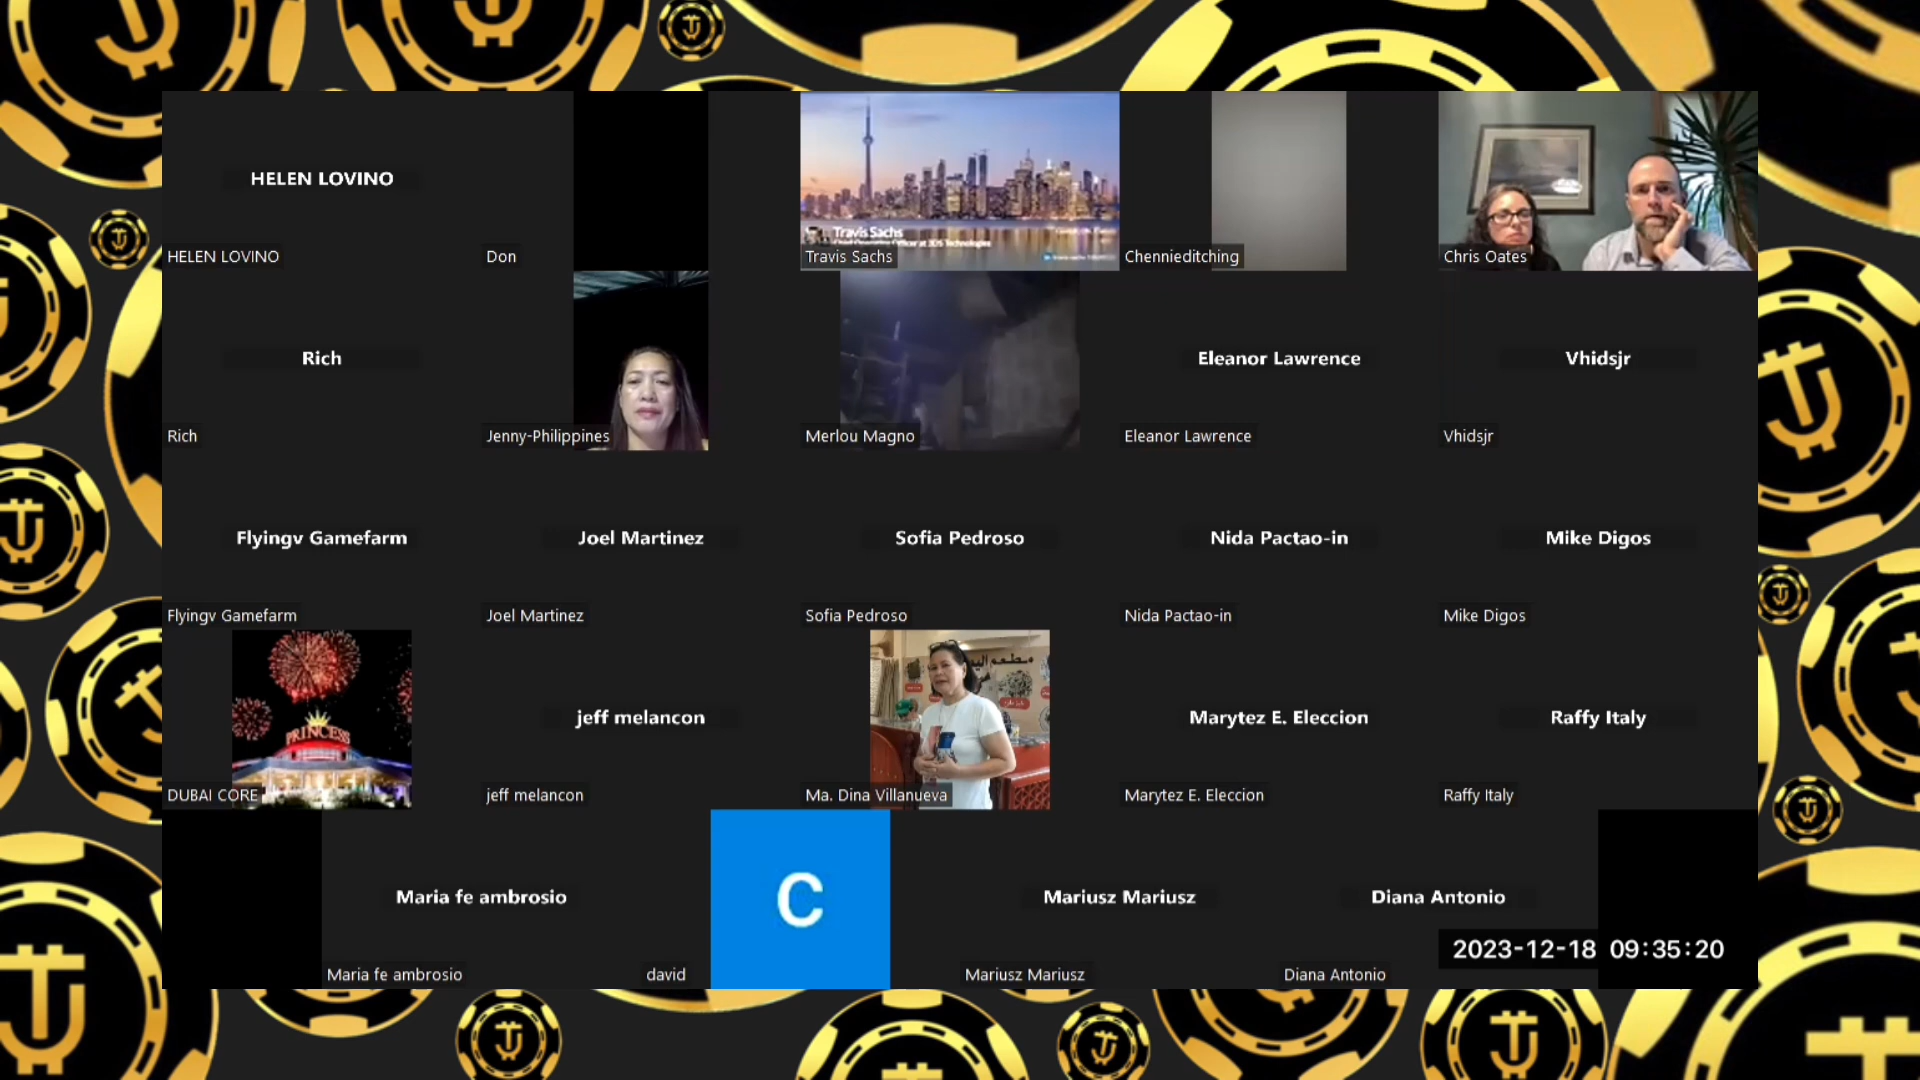 HELEN LOVINO
HELEN LOVINO
Don
Travis Sachs
Travis Sachs
Chennieditching
Chris Oates
Rich
Rich
Jenny-Philippines
Merlou Magno
Eleanor Lawrence
Eleanor Lawrence
Vhidsjr
Vhidsjr
Flyingv Gamefarm
Flyingv Gamefarm
Joel Martinez
Joel Martinez
Sofia Pedroso
Sofia Pedroso
Nida Pactao-in
Nida Pactao-in
Mike Digos
Mike Digos
PRINCESS
DUBAI CORE
jeff melancon
jeff melancon
Ma. Dina Villanueva
Marytez E. Eleccion
Marytez E. Eleccion
Raffy Italy
Raffy Italy
Maria fe ambrosio
Maria fe ambrosio
C
david
Mariusz Mariusz
Mariusz Mariusz
Diana Antonio
Diana Antonio
2023-12-18 09:35:20